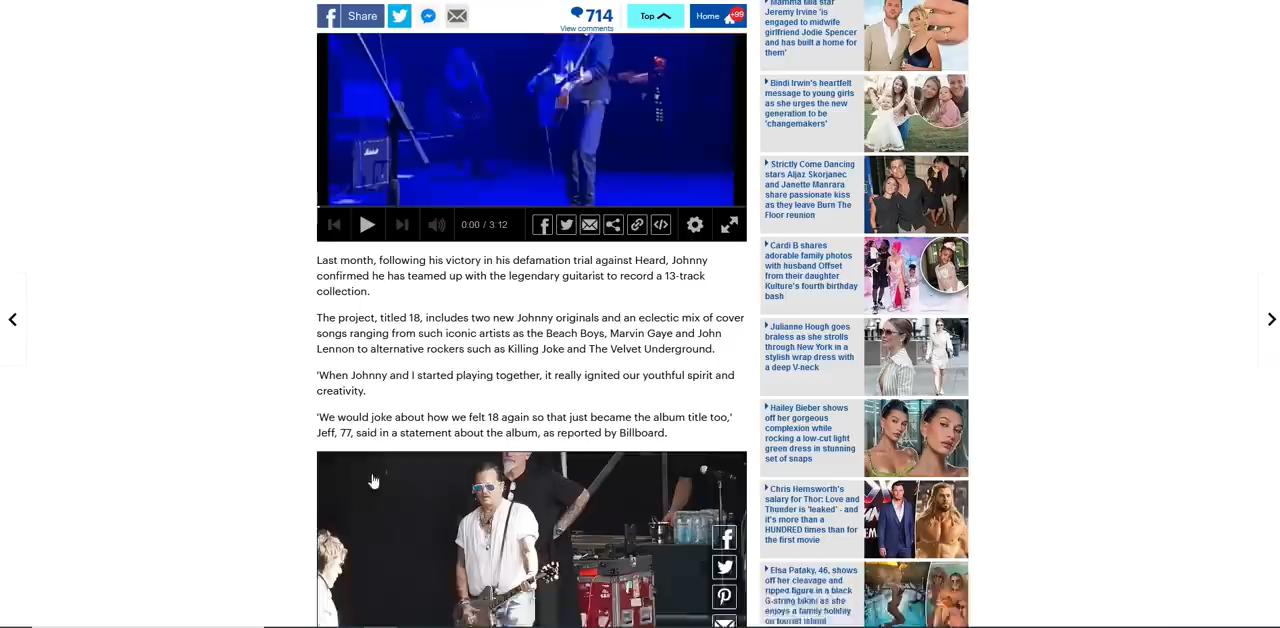 Share
714
View comments
Top
Home
+99
Marshall
0:00 / 3:12
Last month, following his victory in his defamation trial against Heard, Johnny
confirmed he has teamed up with the legendary guitarist to record a 13-track
collection.
The project, titled 18, includes two new Johnny originals and an eclectic mix of cover
songs ranging from such iconic artists as the Beach Boys, Marvin Gaye and John
Lennon to alternative rockers such as Killing Joke and The Velvet Underground.
'When Johnny and I started playing together, it really ignited our youthful spirit and
creativity.
'We would joke about how we felt 18 again so that just became the album title too,'
Jeff, 77, said in a statement about the album, as reported by Billboard.
Mamma Mia star
Jeremy Irvine 'is
engaged to midwife
girlfriend Jodie Spencer
and has built a home for
them'
Bindi Irwin's heartfelt
message to young girls
as she urges the new
generation to be
'changemakers'
Strictly Come Dancing
stars Aljaz Skorjanec
and Janette Manrara
share passionate kiss
as they leave Burn The
Floor reunion
Cardi B shares
adorable family photos
with husband Offset
from their daughter
Kulture's fourth birthday
bash
Julianne Hough goes
braless as she strolls
through New York in a
stylish wrap dress with
a deep V-neck
Hailey Bieber shows
off her gorgeous
complexion while
rocking a low-cut light
green dress in stunning
set of snaps
Chris Hemsworth's
salary for Thor: Love and
Thunder is 'leaked' - and
it's more than a
HUNDRED times than for
the first movie
Elsa Pataky, 46, shows
off her cleavage and
ripped figure in a black
G-string bikini as she
enjoys a family holiday
on tourist island